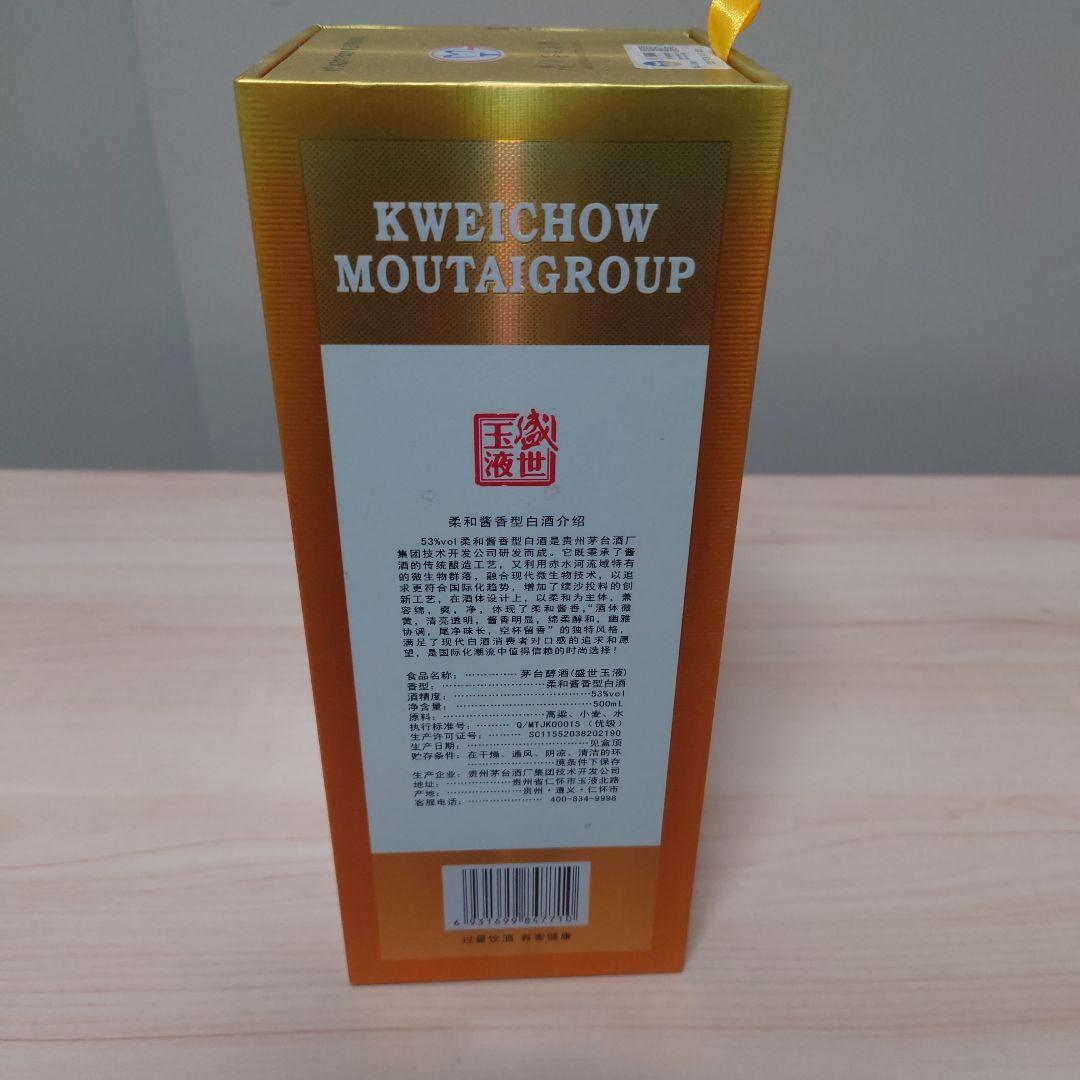 KWEICHOW
MOUTAIGROUP
盛世
玉液
柔和酱香型白酒介绍
53%vol柔和酱香型白酒是贵州茅台酒厂
集团技术开发公司研发而成。它既秉承了酱
酒的传统酿造工艺，又利用赤水河流域特有
的微生物群落，融合现代微生物技术，以追
求更符合国际化趋势，增加了续沙投料的创
新工艺，在酒体设计上，以柔和为主体，兼
容绵，爽，净，体现了柔和酱香，“酒体微
黄，清亮透明，酱香明显，绵柔醇和，幽雅
协调，尾净味长，空杯留香”的独特风格，
满足了现代白酒消费者对口感的追求和愿
望，是国际化潮流中值得信赖的时尚选择！
食品名称：……………茅台醇酒(盛世玉液)
香型：………………………柔和酱香型白酒
酒精度：………………………………53%vol
净含量：………………………………500mL
原料：………………………高粱、小麦、水
执行标准号：………Q/MTJK0001S（优级）
生产许可证号：………SC11552038202190
生产日期：……………………………见盒顶
贮存条件：在干燥、通风、阴凉、清洁的环
……………………境条件下保存
生产企业：贵州茅台酒厂集团技术开发公司
地址：………………贵州省仁怀市玉液北路
产地：…………………贵州·遵义·仁怀市
客服电话：…………………400-834-9998
6 931699 847710
过量饮酒 有害健康